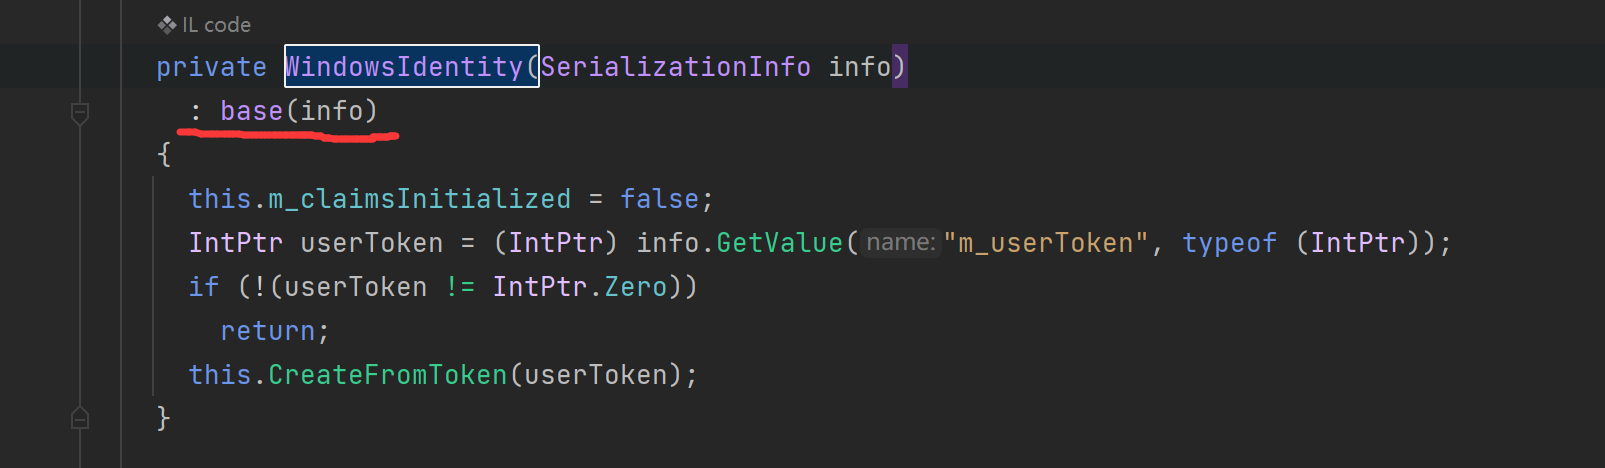 IL code
private WindowsIdentity(SerializationInfo info)
: base(info)
{
this.m_claimsInitialized = false;
IntPtr userToken = (IntPtr) info.GetValue( name: "m_userToken", typeof (IntPtr));
if (!(userToken != IntPtr.Zero))
return;
this.CreateFromToken(userToken);
}